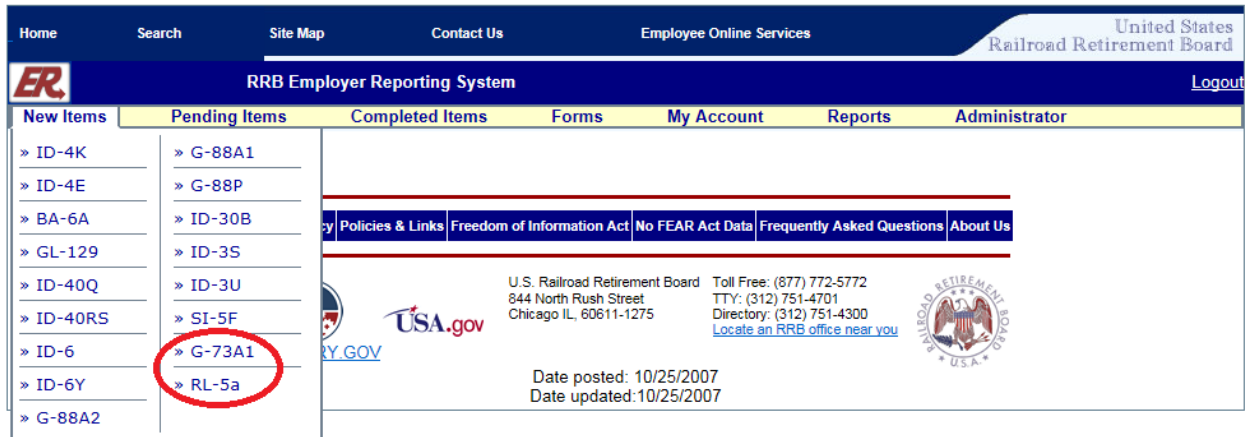 Home Search Site Map Contact Us Employee Online Services United States
Railroad Retirement Board
ER RRB Employer Reporting System Logout
New Items Pending Items Completed Items Forms My Account Reports Administrator
» ID-4K » G-88A1
» ID-4E » G-88P
» BA-6A » ID-30B
» GL-129 » ID-3S
» ID-40Q » ID-3U
» ID-40RS » SI-5F
» ID-6 » G-73A1
» ID-6Y » RL-5a
» G-88A2
cy Policies & Links Freedom of Information Act No FEAR Act Data Frequently Asked Questions About Us
RY.GOV
USA.gov
U.S. Railroad Retirement Board
844 North Rush Street
Chicago IL, 60611-1275
Toll Free: (877) 772-5772
TTY: (312) 751-4701
Directory: (312) 751-4300
Locate an RRB office near you
RAILROAD RETIREMENT BOARD
U.S.A.
Date posted: 10/25/2007
Date updated:10/25/2007